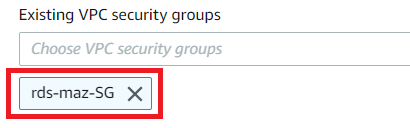 Existing VPC security groups
Choose VPC security groups
rds-maz-SG